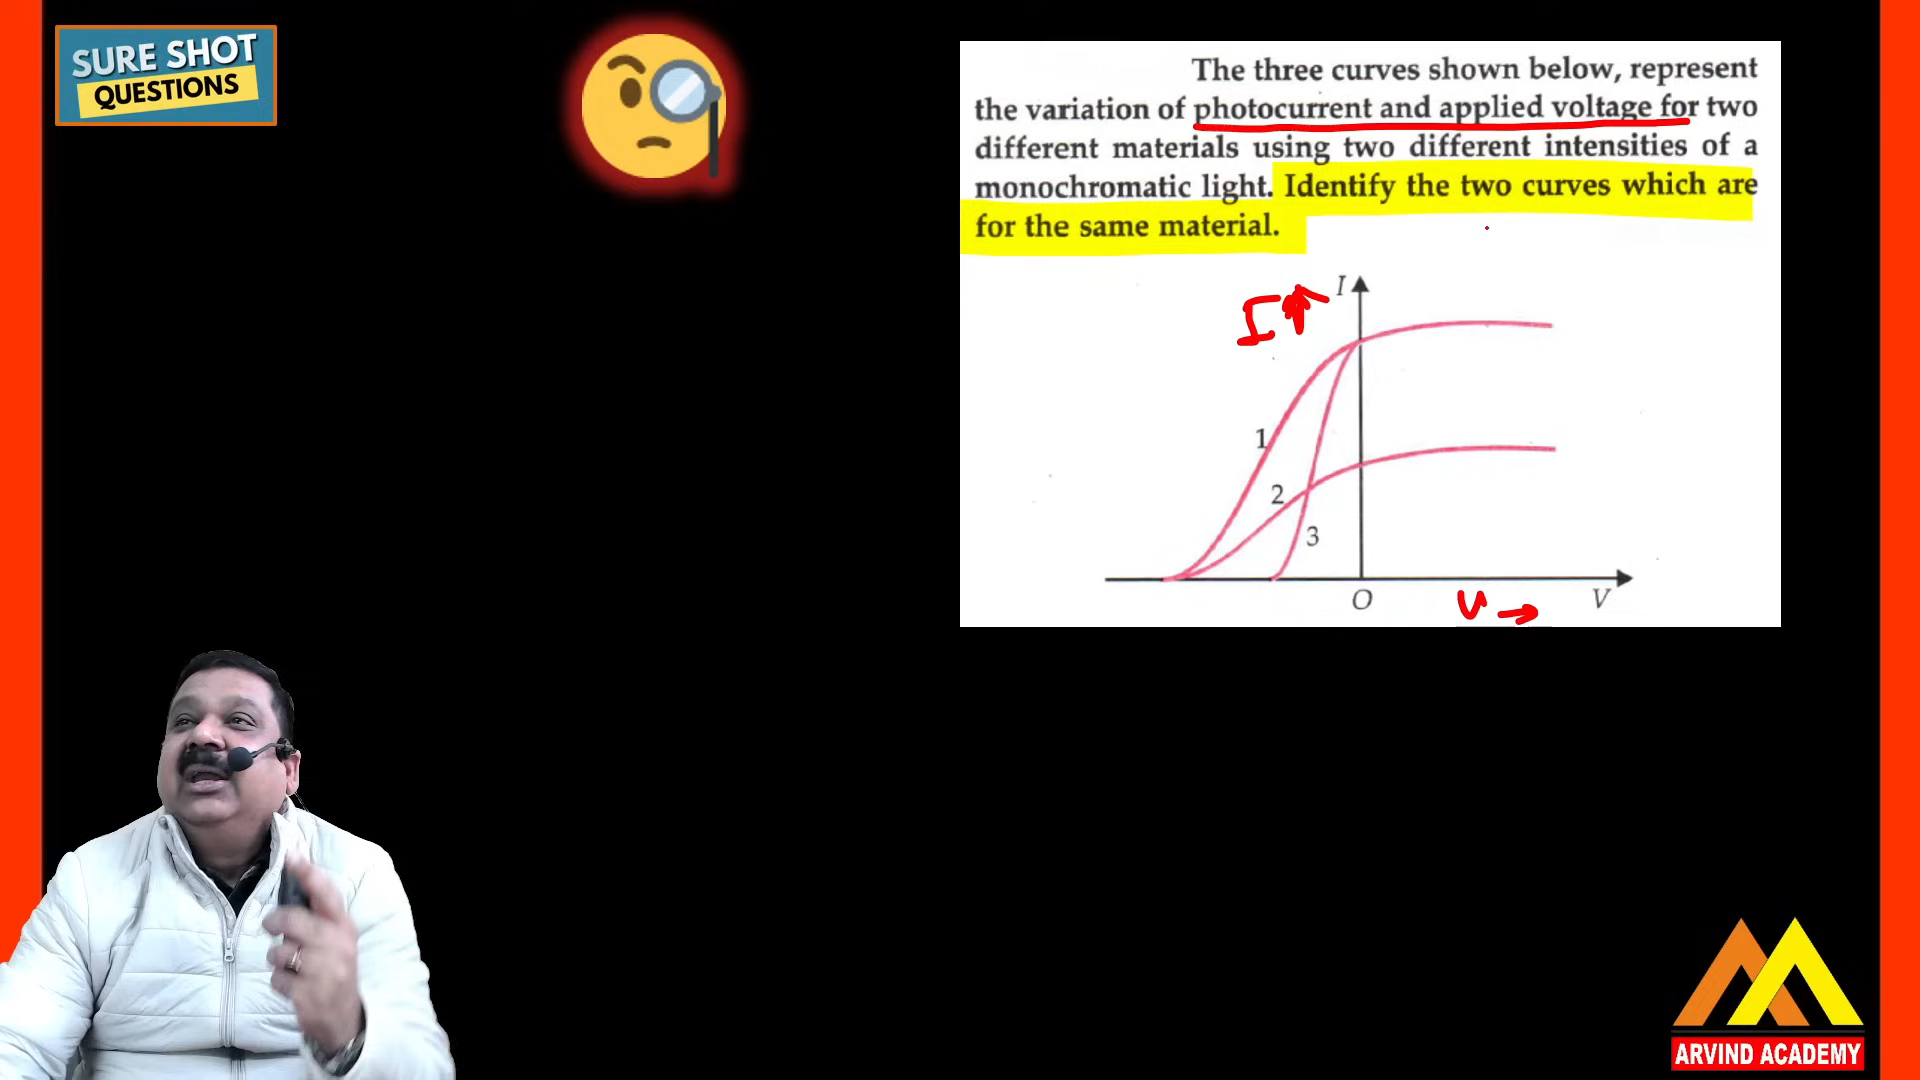 SURE SHOT
QUESTIONS
The three curves shown below, represent
the variation of photocurrent and applied voltage for two
different materials using two different intensities of a
monochromatic light. Identify the two curves which are
for the same material.
I
I
1
2
3
O
V
V
ARVIND ACADEMY